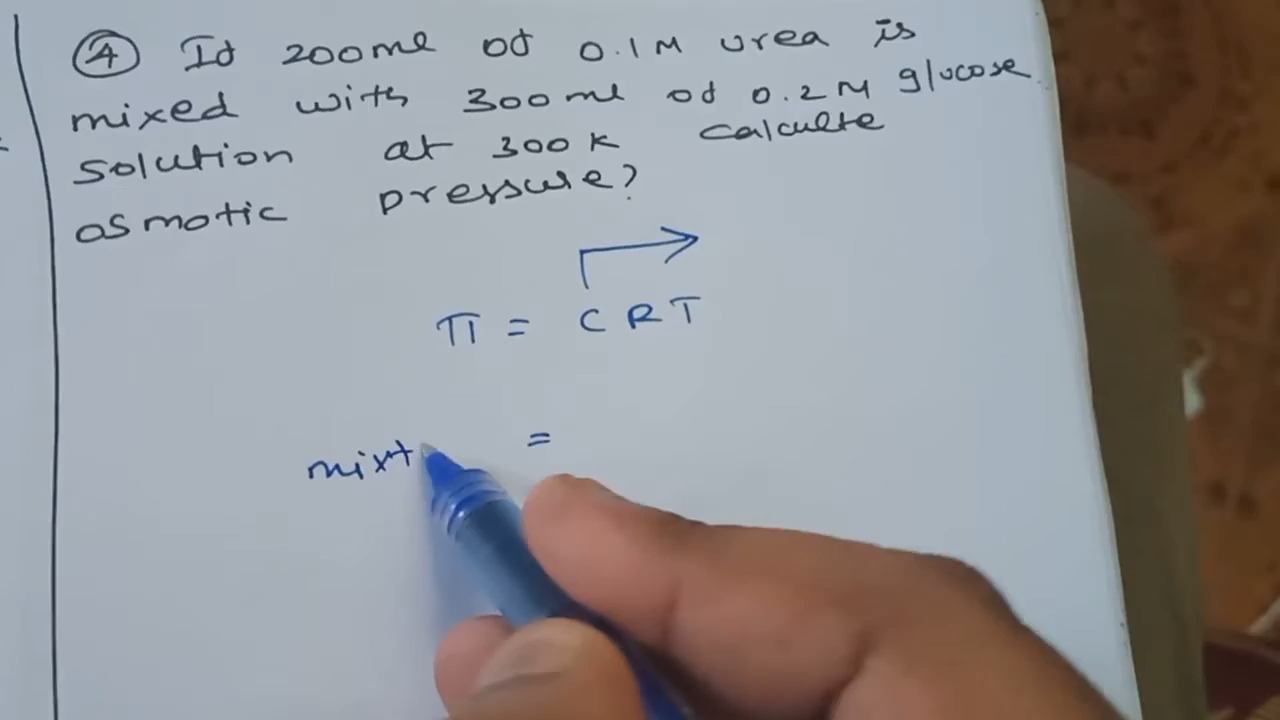 ④ If 200ml of 0.1M urea is
mixed with 300ml of 0.2M glucose
solution at 300K calculte
osmotic pressure?
π = CRT
mixt =